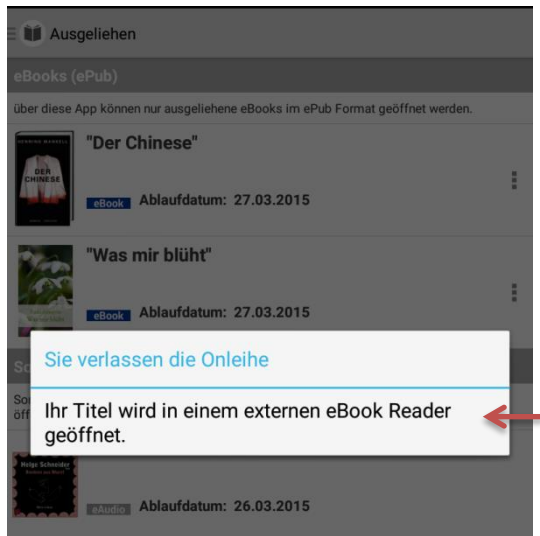 Ausgeliehen
eBooks (ePub)
über diese App können nur ausgeliehene eBooks im ePub Format geöffnet werden.
HENNING MANKELL
DER
CHINESE
"Der Chinese"
eBook Ablaufdatum: 27.03.2015
"Was mir blüht"
eBook Ablaufdatum: 27.03.2015
Sie verlassen die Onleihe
Ihr Titel wird in einem externen eBook Reader
geöffnet.
Helge Schneider
eAudio Ablaufdatum: 26.03.2015